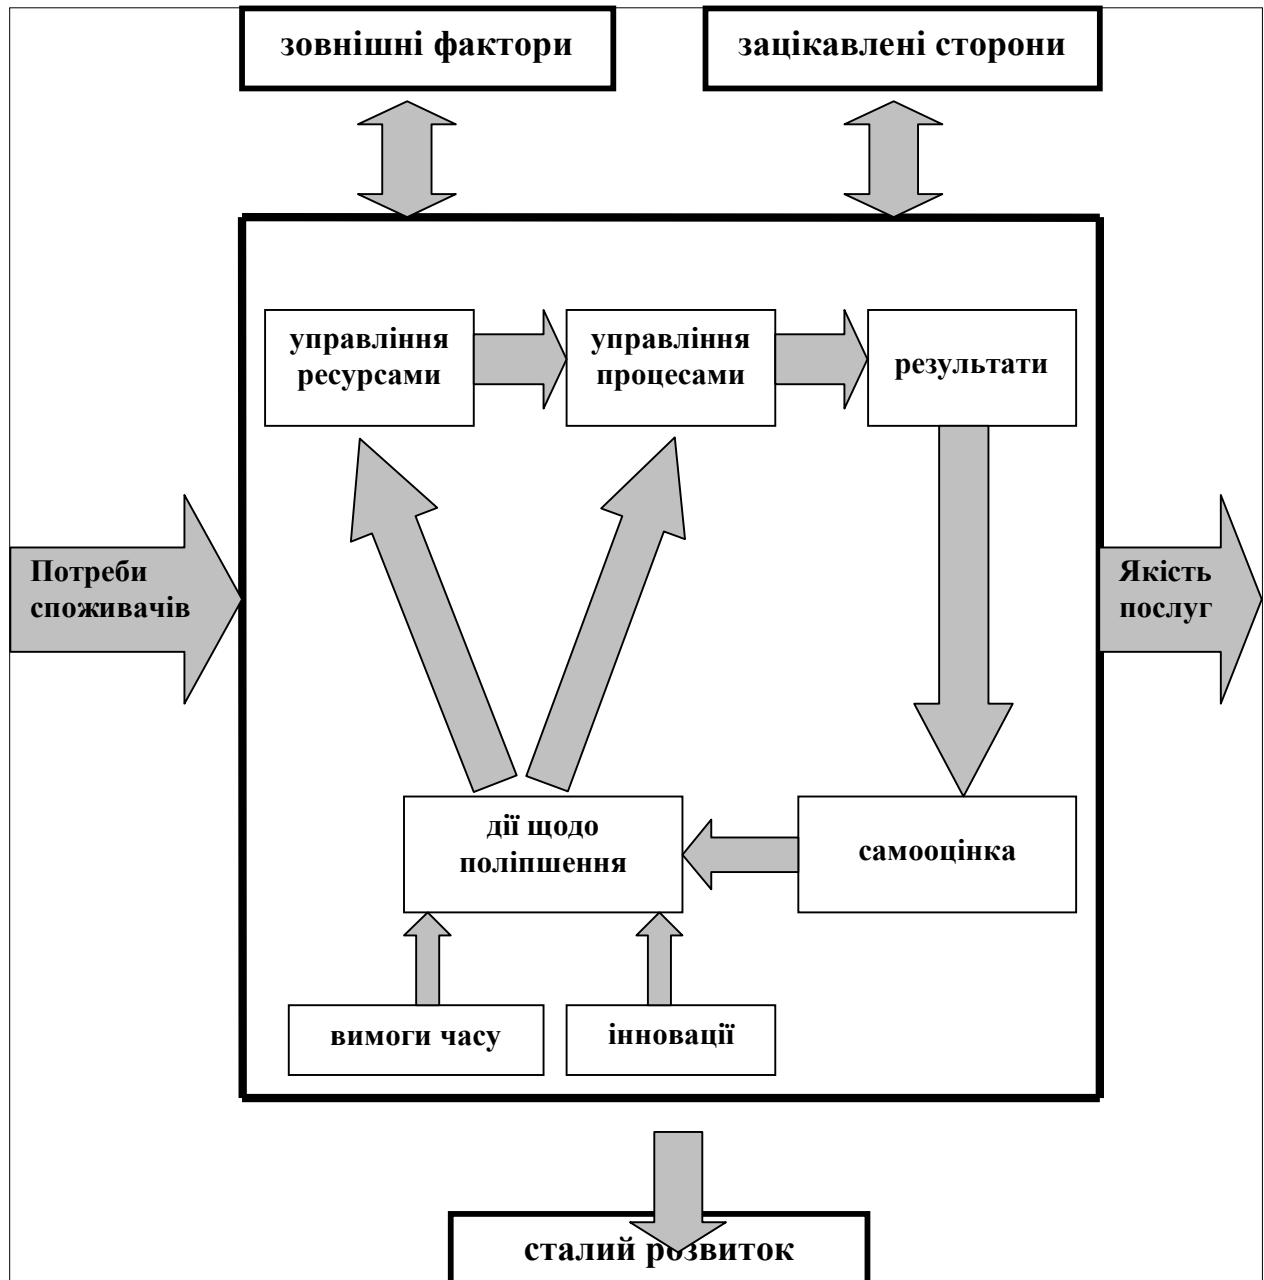 зовнішні фактори
зацікавлені сторони
управління
ресурсами
управління
процесами
результати
Потреби
споживачів
Якість
послуг
дії щодо
поліпшення
самооцінка
вимоги часу
інновації
сталий розвиток